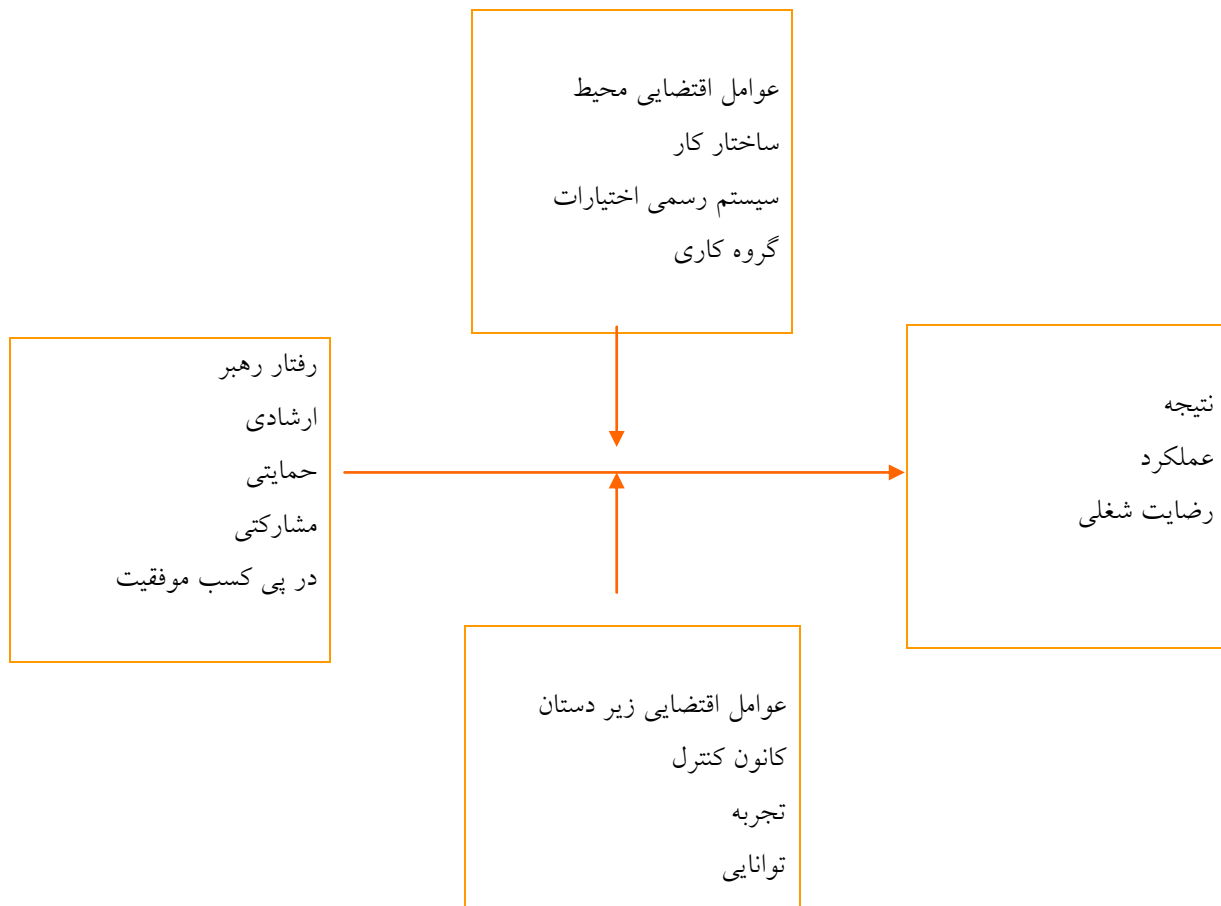 عوامل اقتضایی محیط
ساختار کار
سیستم رسمی اختیارات
گروه کاری
رفتار رهبر
ارشادی
حمایتی
مشارکتی
در پی کسب موفقیت
نتیجه
عملکرد
رضایت شغلی
عوامل اقتضایی زیر دستان
کانون کنترل
تجربه
توانایی